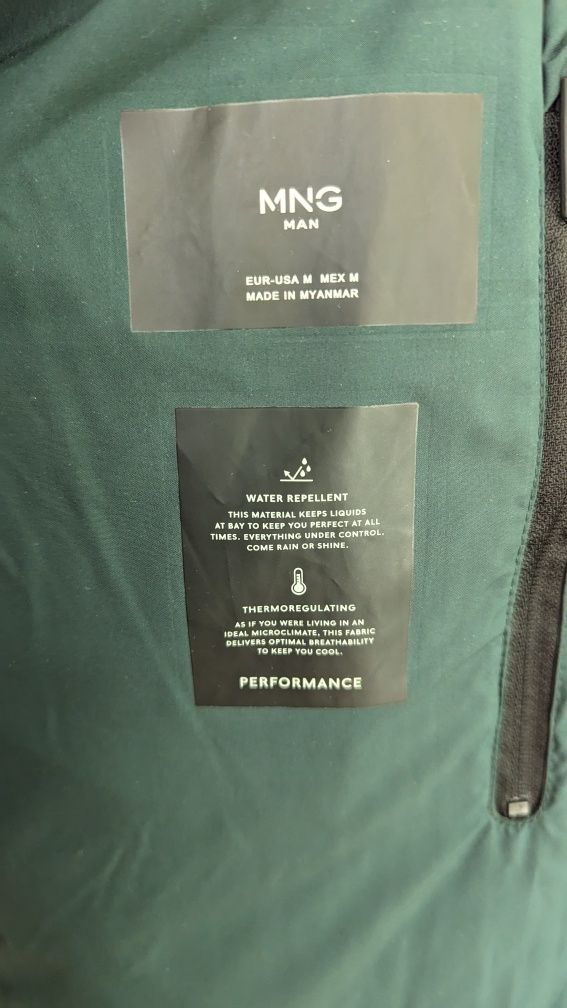 MNG
MAN
EUR-USA M MEX M
MADE IN MYANMAR
WATER REPELLENT
THIS MATERIAL KEEPS LIQUIDS
AT BAY TO KEEP YOU PERFECT AT ALL
TIMES. EVERYTHING UNDER CONTROL.
COME RAIN OR SHINE.
THERMOREGULATING
AS IF YOU WERE LIVING IN AN
IDEAL MICROCLIMATE, THIS FABRIC
DELIVERS OPTIMAL BREATHABILITY
TO KEEP YOU COOL.
PERFORMANCE